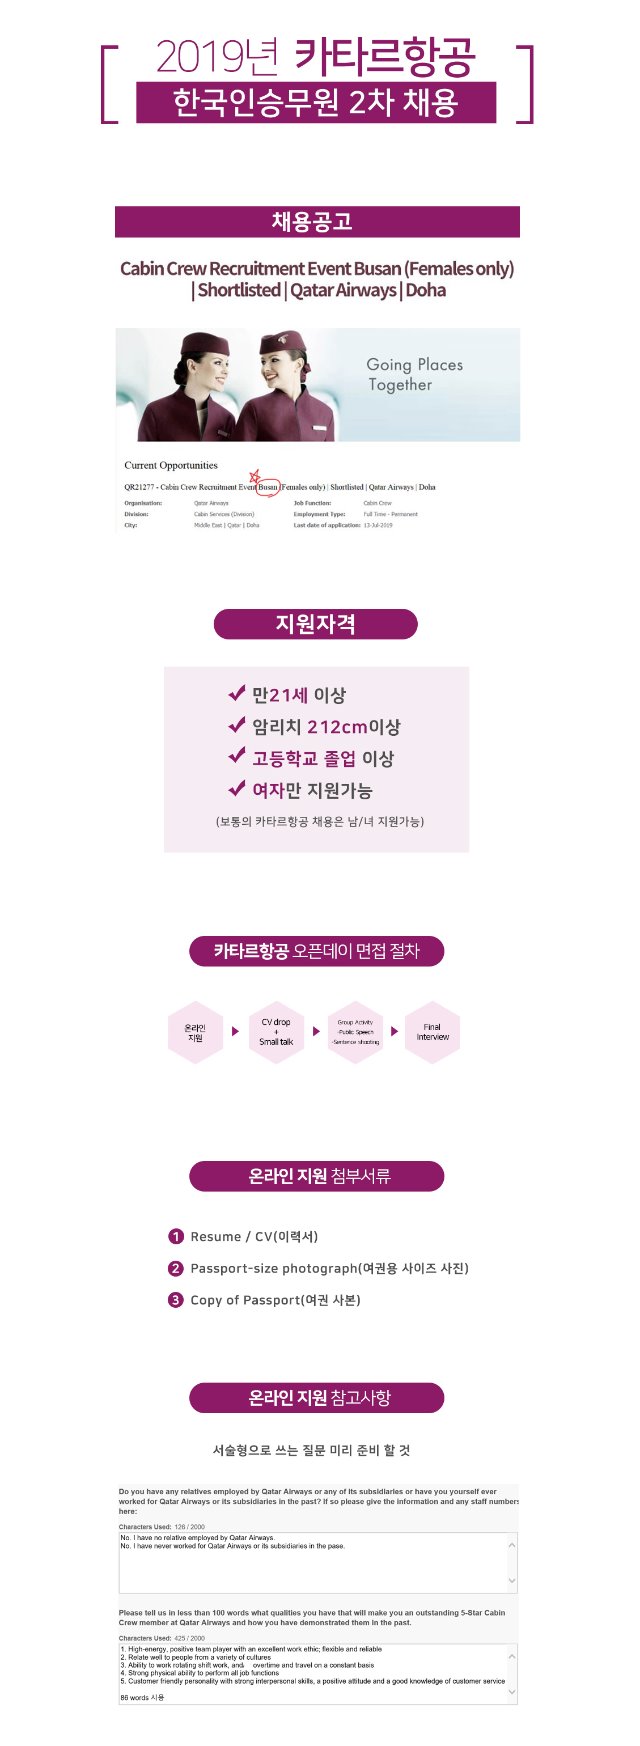 2019년 카타르항공
한국인승무원 2차 채용
채용공고
Cabin Crew Recruitment Event Busan (Females only)
| Shortlisted | Qatar Airways | Doha
Going Places
Together
Current Opportunities
QR21277 - Cabin Crew Recruitment Event Busan (Females only) | Shortlisted | Qatar Airways | Doha
Organisation: Qatar Airways Job Function: Cabin Crew
Division: Cabin Services (Division) Employment Type: Full Time - Permanent
City: Middle East | Qatar | Doha Last date of application: 13-Jul-2019
지원자격
만21세 이상
암리치 212cm이상
고등학교 졸업 이상
여자만 지원가능
(보통의 카타르항공 채용은 남/녀 지원가능)
카타르항공 오픈데이 면접 절차
온라인
지원
CV drop
+
Small talk
Group Activity
-Public Speech
-Sentence shooting
Final
Interview
온라인 지원 첨부서류
1 Resume / CV(이력서)
2 Passport-size photograph(여권용 사이즈 사진)
3 Copy of Passport(여권 사본)
온라인 지원 참고사항
서술형으로 쓰는 질문 미리 준비 할 것
Do you have any relatives employed by Qatar Airways or any of its subsidiaries or have you yourself ever
worked for Qatar Airways or its subsidiaries in the past? If so please give the information and any staff numbers
here:
Characters Used: 126 / 2000
No. I have no relative employed by Qatar Airways.
No. I have never worked for Qatar Airways or its subsidiaries in the pase.
Please tell us in less than 100 words what qualities you have that will make you an outstanding 5-Star Cabin
Crew member at Qatar Airways and how you have demonstrated them in the past.
Characters Used: 425 / 2000
1. High-energy, positive team player with an excellent work ethic; flexible and reliable
2. Relate well to people from a variety of cultures
3. Ability to work rotating shift work, and overtime and travel on a constant basis
4. Strong physical ability to perform all job functions
5. Customer friendly personality with strong interpersonal skills, a positive attitude and a good knowledge of customer service
86 words 사용